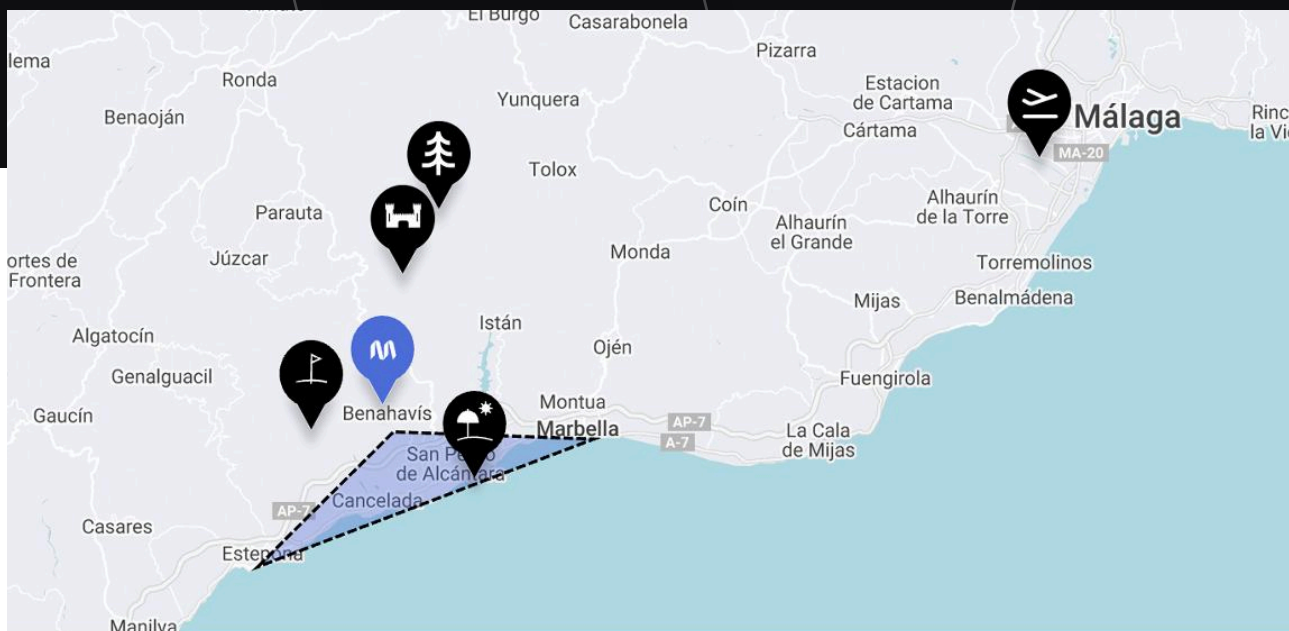 El Burgo
Casarabonela
lema
Ronda
Pizarra
Estacion
de Cartama
Benaoján
Yunquera
Cártama
Málaga
Rinc
la Vi
MA-20
Tolox
Parauta
Coín
Alhaurín
de la Torre
Alhaurín
el Grande
Júzcar
Monda
ortes de
Frontera
Torremolinos
Mijas
Benalmádena
Algatocín
Istán
Ojén
Genalguacil
Fuengirola
Gaucín
Benahavís
Montua
Marbella
AP-7
A-7
La Cala
de Mijas
San Pedro
de Alcántara
Cancelada
AP-7
Casares
Estepona
Manilva